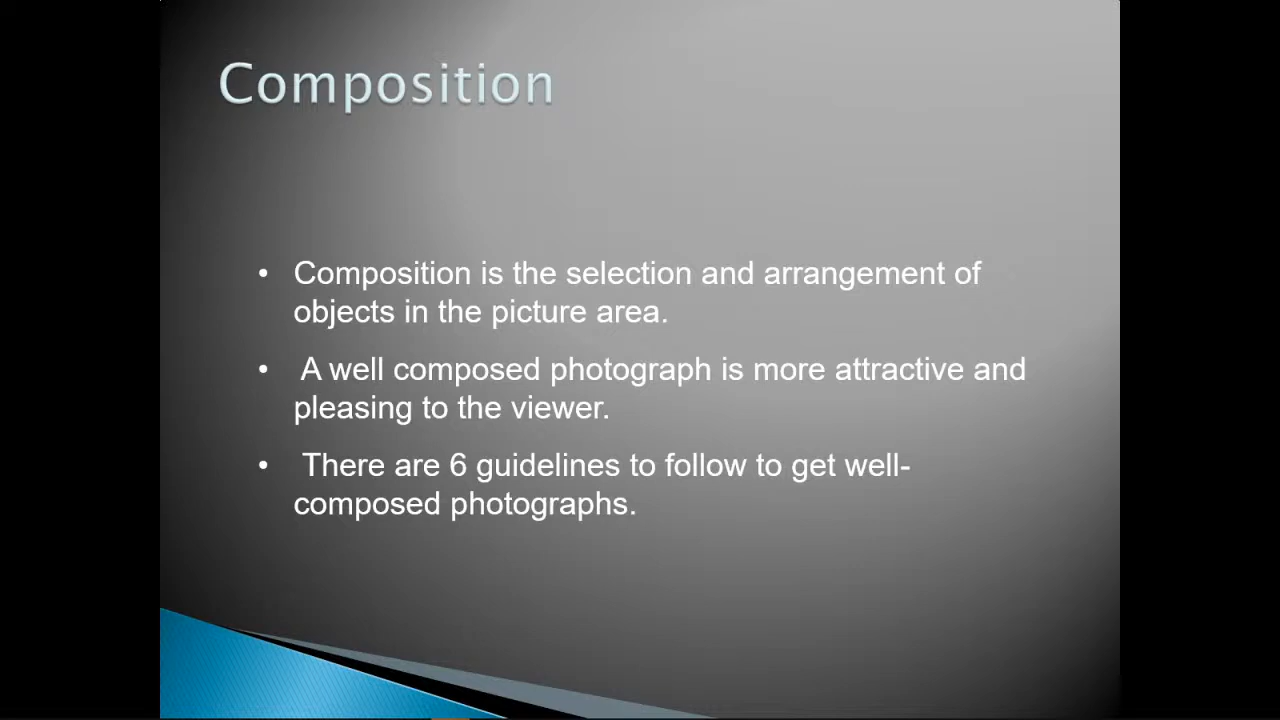 Composition
• Composition is the selection and arrangement of
objects in the picture area.
• A well composed photograph is more attractive and
pleasing to the viewer.
• There are 6 guidelines to follow to get well-
composed photographs.